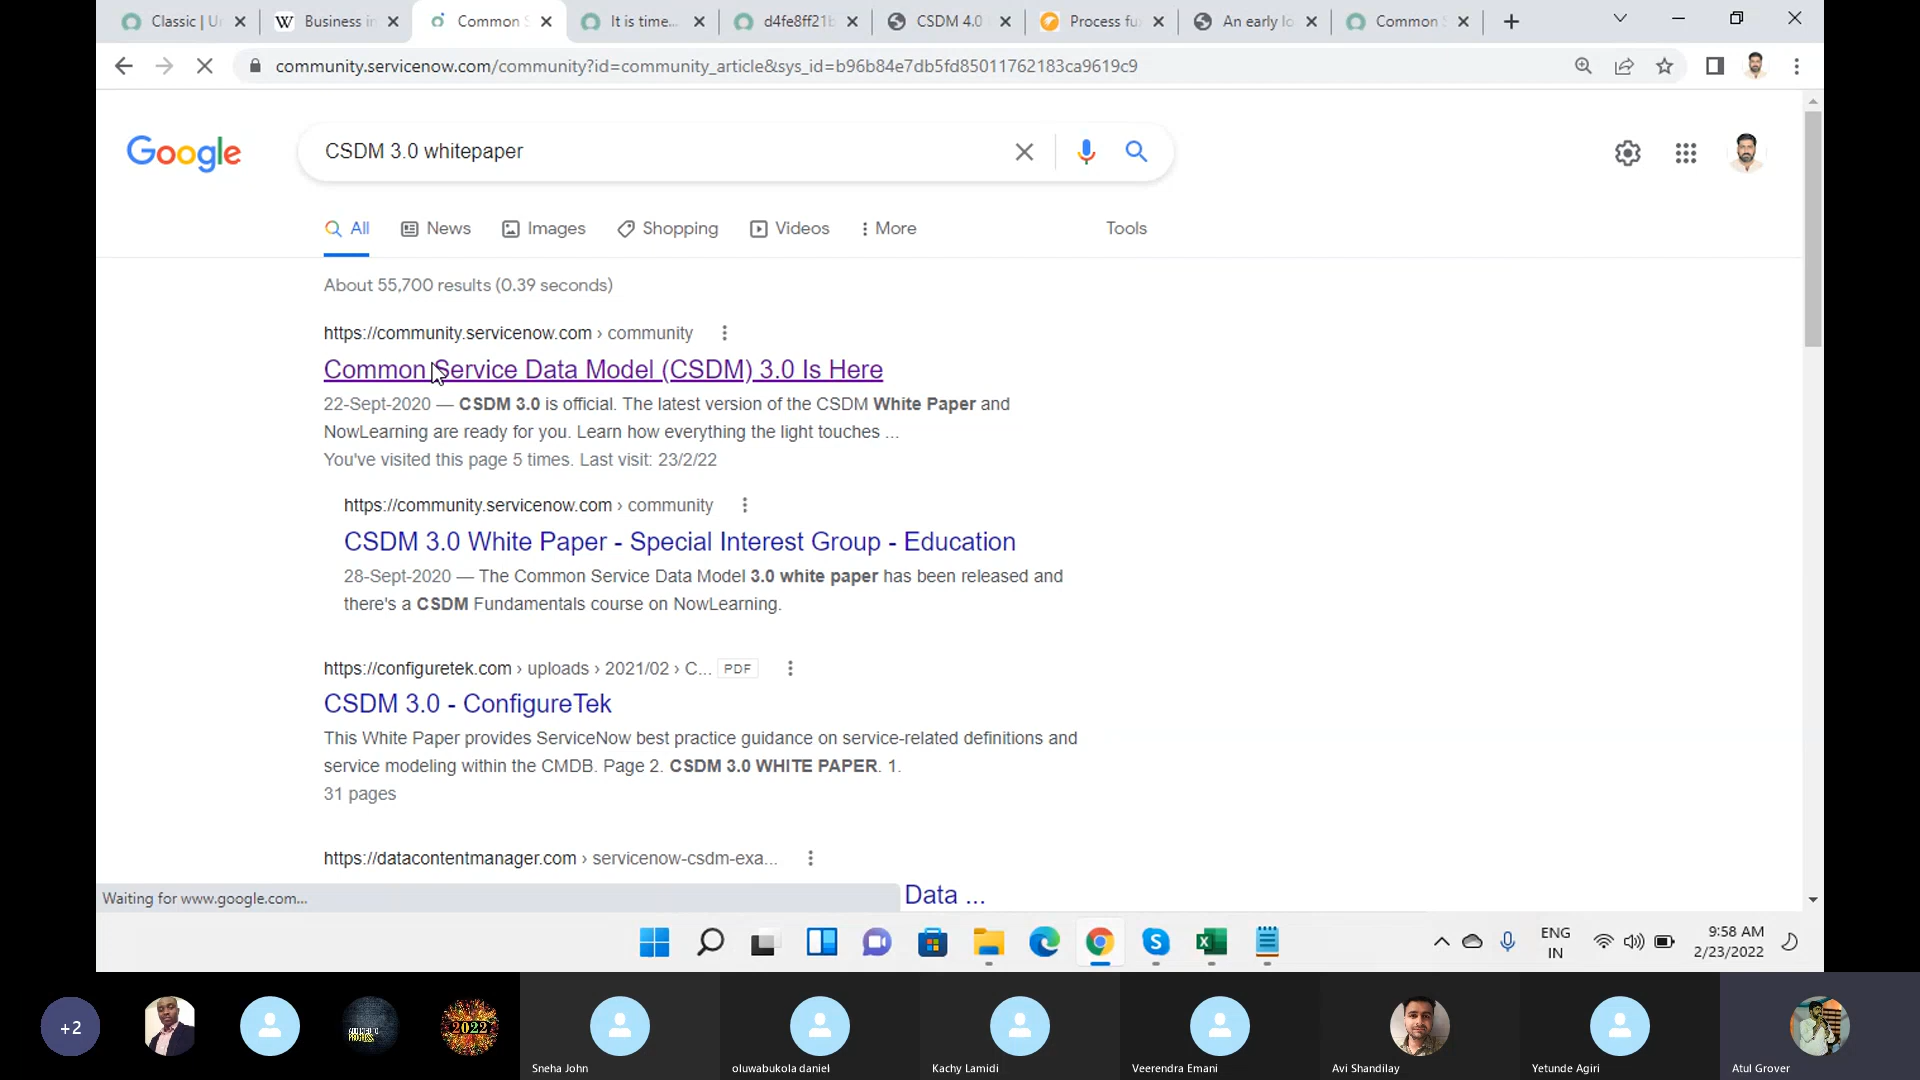 Classic | Un
Business in
Common S
It is time...
d4fe8ff21b
CSDM 4.0
Process fu
An early lo
Common S
community.servicenow.com/community?id=community_article&sys_id=b96b84e7db5fd85011762183ca9619c9
Google
CSDM 3.0 whitepaper
All
News
Images
Shopping
Videos
More
Tools
About 55,700 results (0.39 seconds)
https://community.servicenow.com › community
Common Service Data Model (CSDM) 3.0 Is Here
22-Sept-2020 — CSDM 3.0 is official. The latest version of the CSDM White Paper and
NowLearning are ready for you. Learn how everything the light touches ...
You've visited this page 5 times. Last visit: 23/2/22
https://community.servicenow.com › community
CSDM 3.0 White Paper - Special Interest Group - Education
28-Sept-2020 — The Common Service Data Model 3.0 white paper has been released and
there's a CSDM Fundamentals course on NowLearning.
https://configuretek.com › uploads › 2021/02 › C... PDF
CSDM 3.0 - ConfigureTek
This White Paper provides ServiceNow best practice guidance on service-related definitions and
service modeling within the CMDB. Page 2. CSDM 3.0 WHITE PAPER. 1.
31 pages
https://datacontentmanager.com › servicenow-csdm-exa...
Data ...
Waiting for www.google.com...
ENG
IN
9:58 AM
2/23/2022
+2
2022
Sneha John
oluwabukola daniel
Kachy Lamidi
Veerendra Emani
Avi Shandilay
Yetunde Agiri
Atul Grover